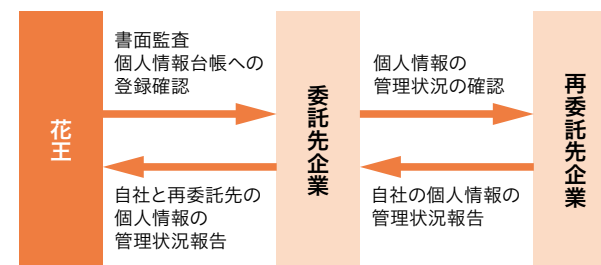 花王
書面監査
個人情報台帳への
登録確認
自社と再委託先の
個人情報の
管理状況報告
委託先企業
個人情報の
管理状況の確認
自社の個人情報の
管理状況報告
再委託先企業